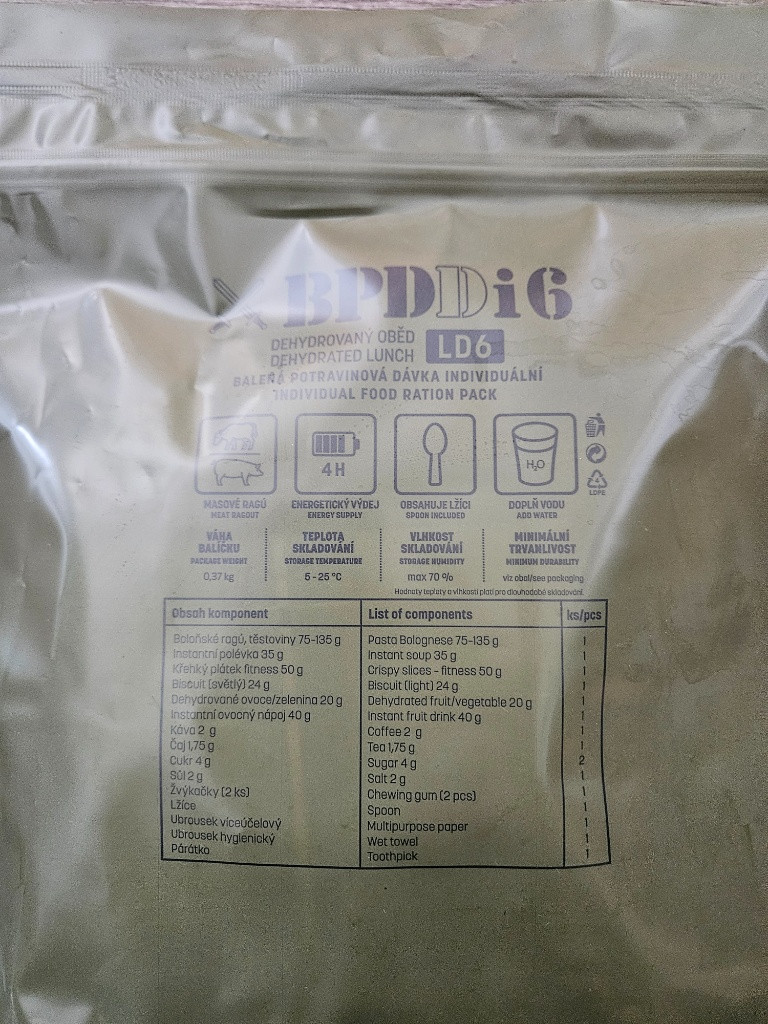 BPDDi6
DEHYDROVANÝ OBĚD
DEHYDRATED LUNCH
LD6
BALENÁ POTRAVINOVÁ DÁVKA INDIVIDUÁLNÍ
INDIVIDUAL FOOD RATION PACK
4H
H₂O
LDPE
MASOVÉ RAGÚ
MEAT RAGOUT
ENERGETICKÝ VÝDEJ
ENERGY SUPPLY
OBSAHUJE LŽÍCI
SPOON INCLUDED
DOPLŇ VODU
ADD WATER
VÁHA
BALÍČKU
PACKAGE WEIGHT
0,37 kg
TEPLOTA
SKLADOVÁNÍ
STORAGE TEMPERATURE
5 - 25 °C
VLHKOST
SKLADOVÁNÍ
STORAGE HUMIDITY
max 70 %
MINIMÁLNÍ
TRVANLIVOST
MINIMUM DURABILITY
viz obal/see packaging
Hodnoty teploty a vlhkosti platí pro dlouhodobé skladování.
Obsah komponent List of components ks/pcs
Boloňské ragú, těstoviny 75-135 g Pasta Bolognese 75-135 g 1
Instantní polévka 35 g Instant soup 35 g 1
Křehký plátek fitness 50 g Crispy slices - fitness 50 g 1
Biscuit (světlý) 24 g Biscuit (light) 24 g 1
Dehydrované ovoce/zelenina 20 g Dehydrated fruit/vegetable 20 g 1
Instantní ovocný nápoj 40 g Instant fruit drink 40 g 1
Káva 2 g Coffee 2 g 1
Čaj 1,75 g Tea 1,75 g 1
Cukr 4 g Sugar 4 g 2
Sůl 2 g Salt 2 g 1
Žvýkačky (2 ks) Chewing gum (2 pcs) 1
Lžíce Spoon 1
Ubrousek víceúčelový Multipurpose paper 1
Ubrousek hygienický Wet towel 1
Párátko Toothpick 1